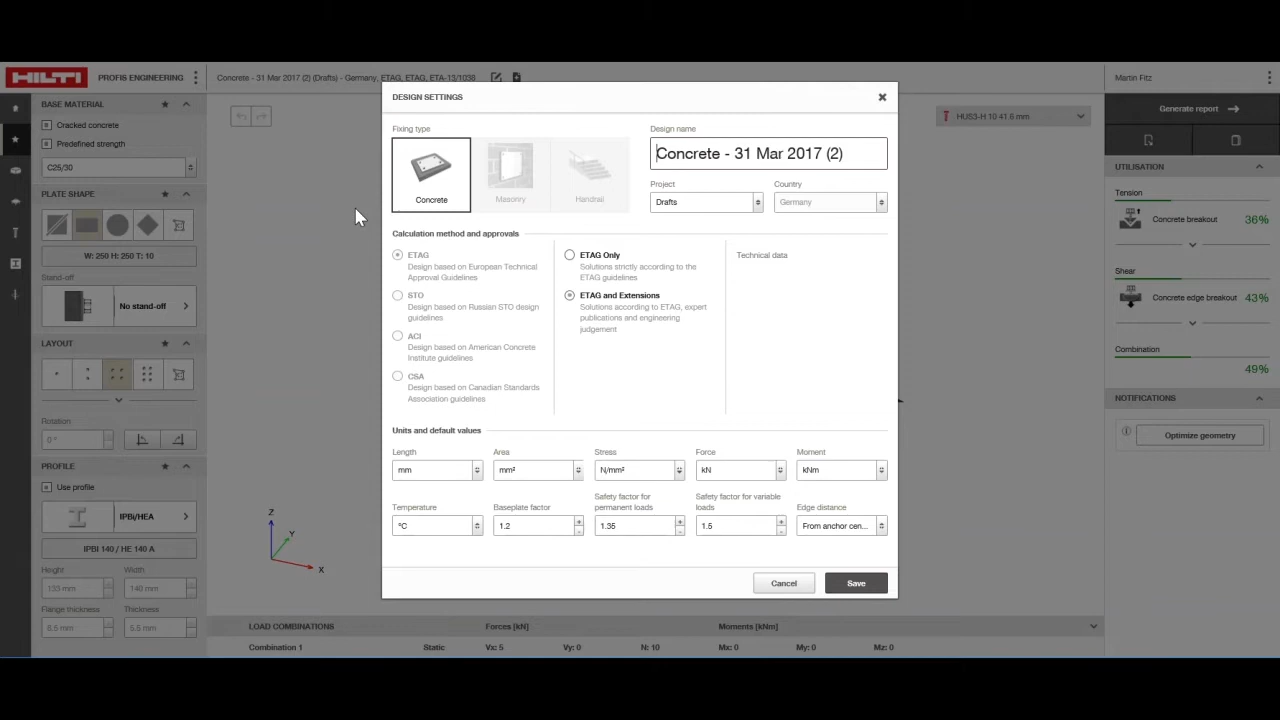 HILTI PROFIS ENGINEERING
Concrete - 31 Mar 2017 (2) (Drafts) - Germany, ETAG, ETAG, ETA-13/1038
Martin Fitz
BASE MATERIAL
Cracked concrete
Predefined strength
C25/30
PLATE SHAPE
W: 250 H: 250 T: 10
Stand-off
No stand-off
LAYOUT
Rotation
0 °
PROFILE
Use profile
IPBi/HEA
IPBI 140 / HE 140 A
Height
Width
133 mm
140 mm
Flange thickness
Thickness
8.5 mm
5.5 mm
Z
Y
X
DESIGN SETTINGS
Fixing type
Concrete
Masonry
Handrail
Design name
Concrete - 31 Mar 2017 (2)
Project
Country
Drafts
Germany
Calculation method and approvals
ETAG
Design based on European Technical
Approval Guidelines
STO
Design based on Russian STO design
guidelines
ACI
Design based on American Concrete
Institute guidelines
CSA
Design based on Canadian Standards
Association guidelines
ETAG Only
Solutions strictly according to the
ETAG guidelines
ETAG and Extensions
Solutions according to ETAG, expert
publications and engineering
judgement
Technical data
Units and default values
Length
Area
Stress
Force
Moment
mm
mm²
N/mm²
kN
kNm
Temperature
Baseplate factor
Safety factor for
permanent loads
Safety factor for variable
loads
Edge distance
°C
1.2
1.35
1.5
From anchor cen...
Cancel
Save
HUS3-H 10 41.6 mm
Generate report
UTILISATION
Tension
Concrete breakout
36%
Shear
Concrete edge breakout
43%
Combination
49%
NOTIFICATIONS
Optimize geometry
LOAD COMBINATIONS
Forces [kN]
Moments [kNm]
Combination 1
Static
Vx: 5
Vy: 0
N: 10
Mx: 0
My: 0
Mz: 0